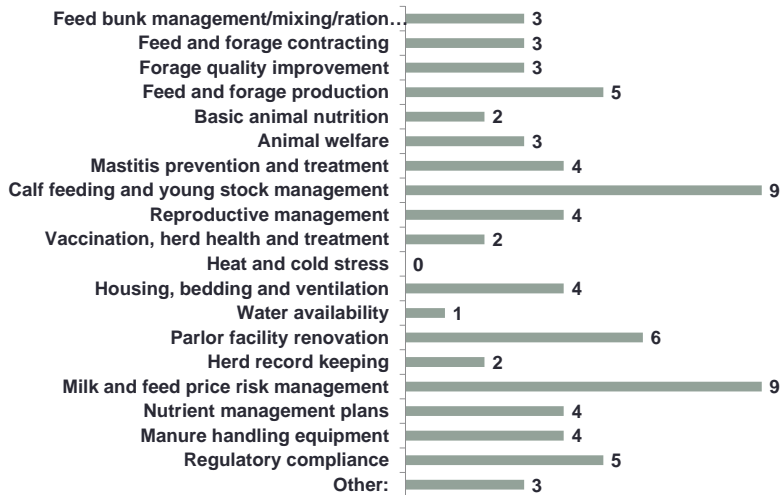 Feed bunk management/mixing/ration… 3
Feed and forage contracting 3
Forage quality improvement 3
Feed and forage production 5
Basic animal nutrition 2
Animal welfare 3
Mastitis prevention and treatment 4
Calf feeding and young stock management 9
Reproductive management 4
Vaccination, herd health and treatment 2
Heat and cold stress 0
Housing, bedding and ventilation 4
Water availability 1
Parlor facility renovation 6
Herd record keeping 2
Milk and feed price risk management 9
Nutrient management plans 4
Manure handling equipment 4
Regulatory compliance 5
Other: 3